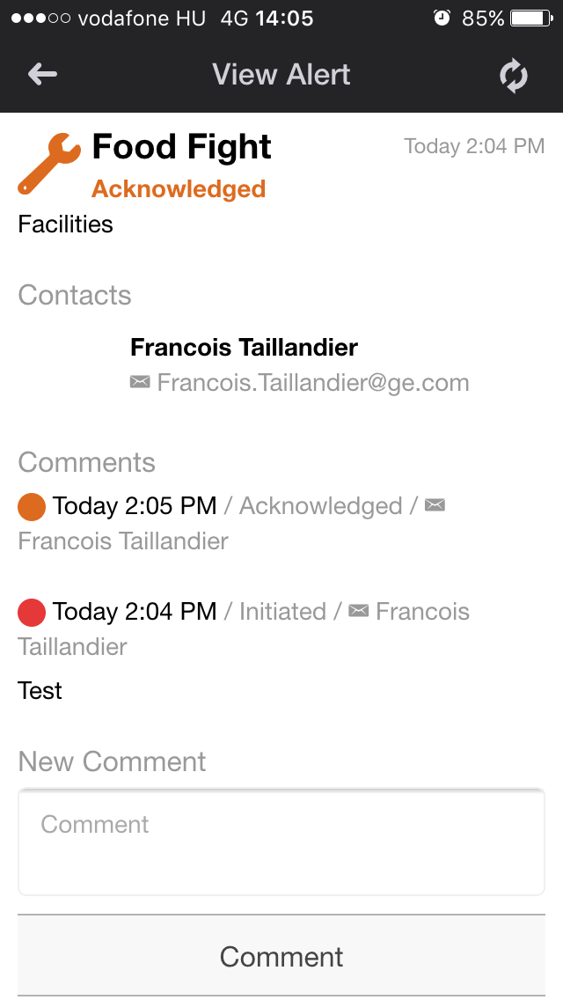 vodafone HU 4G 14:05 85%
View Alert
Food Fight
Today 2:04 PM
Acknowledged
Facilities
Contacts
Francois Taillandier
Francois.Taillandier@ge.com
Comments
Today 2:05 PM / Acknowledged /
Francois Taillandier
Today 2:04 PM / Initiated / Francois
Taillandier
Test
New Comment
Comment
Comment